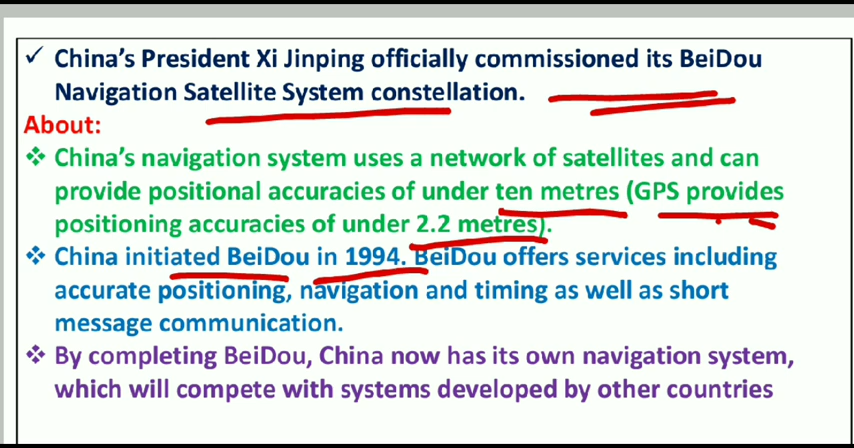 ✓ China's President Xi Jinping officially commissioned its BeiDou
Navigation Satellite System constellation.
About:
❖ China's navigation system uses a network of satellites and can
provide positional accuracies of under ten metres (GPS provides
positioning accuracies of under 2.2 metres).
❖ China initiated BeiDou in 1994. BeiDou offers services including
accurate positioning, navigation and timing as well as short
message communication.
❖ By completing BeiDou, China now has its own navigation system,
which will compete with systems developed by other countries